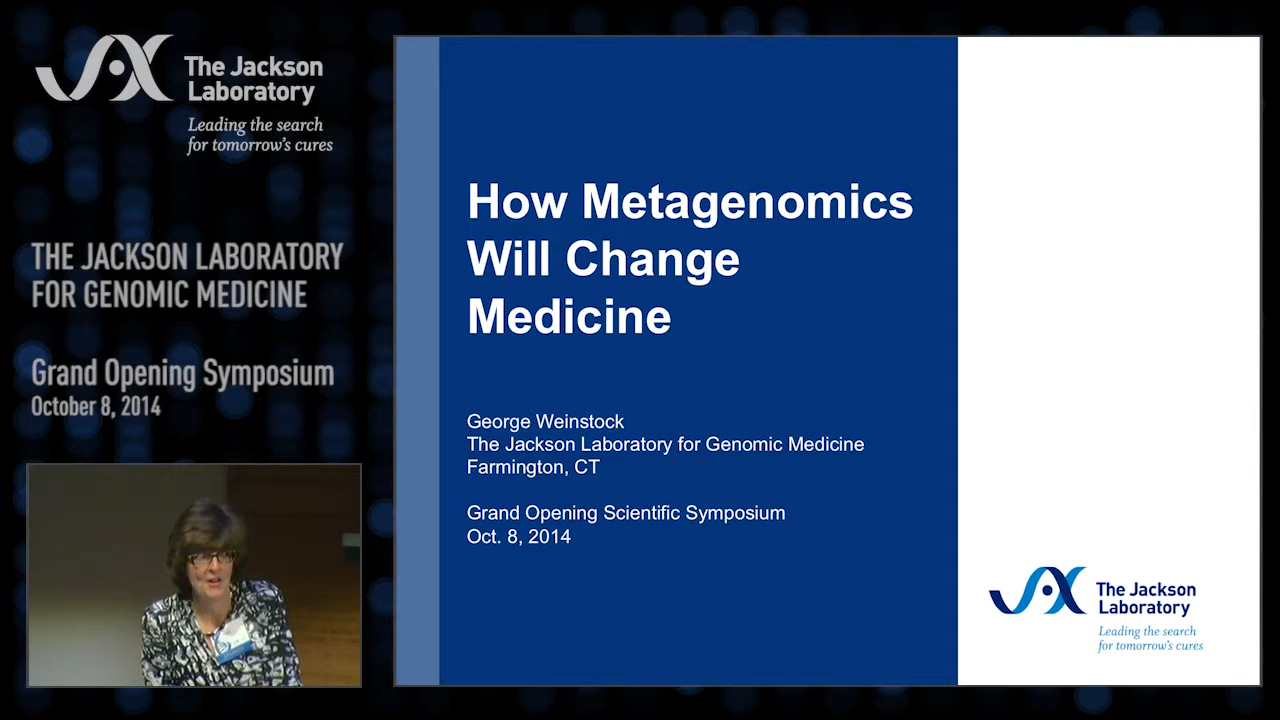 The Jackson
Laboratory
Leading the search
for tomorrow's cures
THE JACKSON LABORATORY
FOR GENOMIC MEDICINE
Grand Opening Symposium
October 8, 2014
How Metagenomics
Will Change
Medicine
George Weinstock
The Jackson Laboratory for Genomic Medicine
Farmington, CT
Grand Opening Scientific Symposium
Oct. 8, 2014
The Jackson
Laboratory
Leading the search
for tomorrow's cures